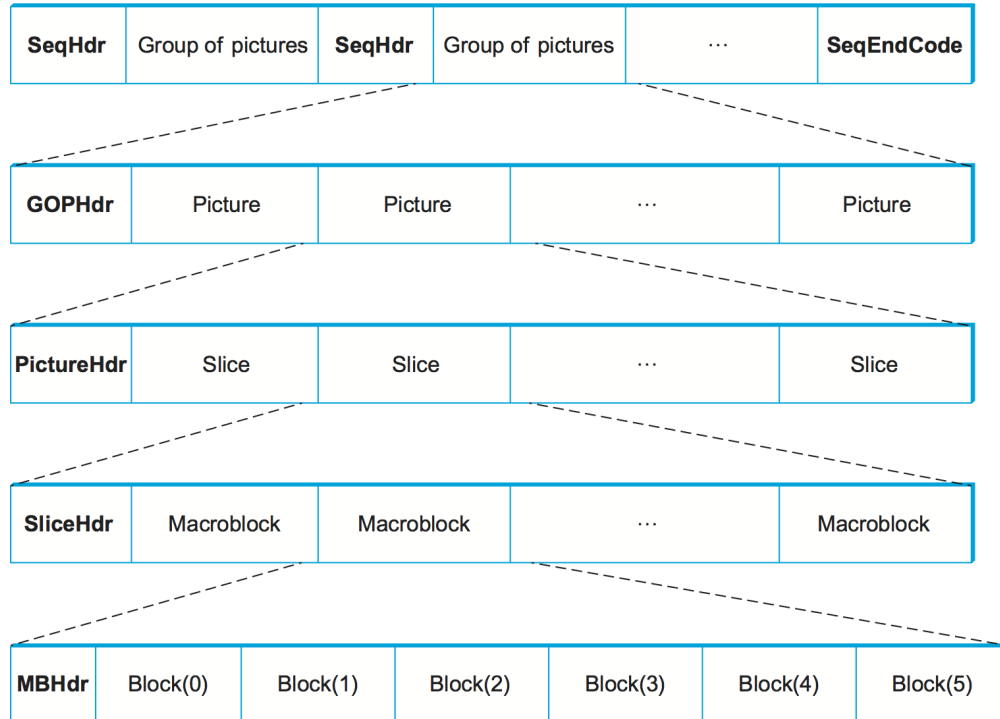 SeqHdr Group of pictures SeqHdr Group of pictures ⋯ SeqEndCode
GOPHdr Picture Picture ⋯ Picture
PictureHdr Slice Slice ⋯ Slice
SliceHdr Macroblock Macroblock ⋯ Macroblock
MBHdr Block(0) Block(1) Block(2) Block(3) Block(4) Block(5)